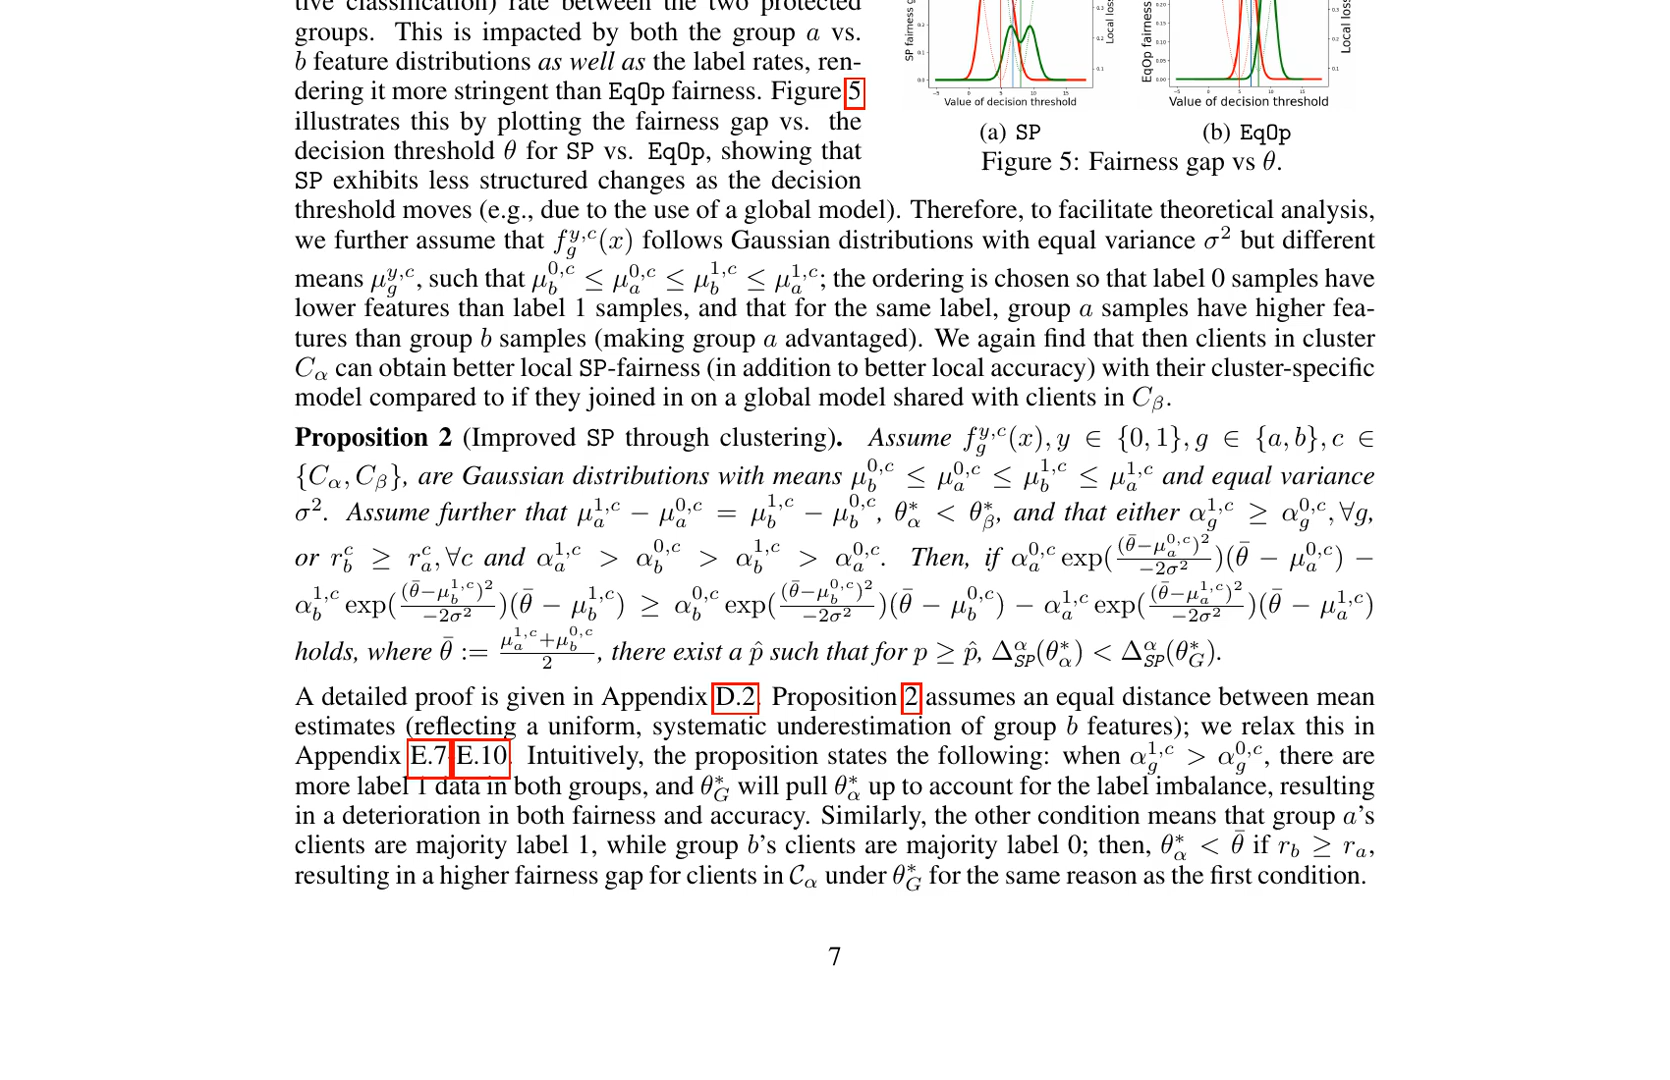 tive classification) rate between the two protected
groups. This is impacted by both the group a vs.
b feature distributions as well as the label rates, ren-
dering it more stringent than EqOp fairness. Figure 5
illustrates this by plotting the fairness gap vs. the
decision threshold θ for SP vs. EqOp, showing that
SP exhibits less structured changes as the decision
Value of decision threshold
Value of decision threshold
(a) SP
(b) EqOp
Figure 5: Fairness gap vs θ.
threshold moves (e.g., due to the use of a global model). Therefore, to facilitate theoretical analysis,
we further assume that f_g^{y,c}(x) follows Gaussian distributions with equal variance σ² but different
means μ_g^{y,c}, such that μ_b^{0,c} ≤ μ_a^{0,c} ≤ μ_b^{1,c} ≤ μ_a^{1,c}; the ordering is chosen so that label 0 samples have
lower features than label 1 samples, and that for the same label, group a samples have higher fea-
tures than group b samples (making group a advantaged). We again find that then clients in cluster
C_α can obtain better local SP-fairness (in addition to better local accuracy) with their cluster-specific
model compared to if they joined in on a global model shared with clients in C_β.
Proposition 2 (Improved SP through clustering). Assume f_g^{y,c}(x), y ∈ {0, 1}, g ∈ {a, b}, c ∈
{C_α, C_β}, are Gaussian distributions with means μ_b^{0,c} ≤ μ_a^{0,c} ≤ μ_b^{1,c} ≤ μ_a^{1,c} and equal variance
σ². Assume further that μ_a^{1,c} − μ_a^{0,c} = μ_b^{1,c} − μ_b^{0,c}, θ_α^* < θ_β^*, and that either α_g^{1,c} ≥ α_g^{0,c}, ∀g,
or r_b^c ≥ r_a^c, ∀c and α_a^{1,c} > α_b^{0,c} > α_b^{1,c} > α_a^{0,c}. Then, if α_a^{0,c} exp(\frac{(θ̄−μ_a^{0,c})²}{−2σ²})(θ̄ − μ_a^{0,c}) −
α_b^{1,c} exp(\frac{(θ̄−μ_b^{1,c})²}{−2σ²})(θ̄ − μ_b^{1,c}) ≥ α_b^{0,c} exp(\frac{(θ̄−μ_b^{0,c})²}{−2σ²})(θ̄ − μ_b^{0,c}) − α_a^{1,c} exp(\frac{(θ̄−μ_a^{1,c})²}{−2σ²})(θ̄ − μ_a^{1,c})
holds, where θ̄ := \frac{μ_a^{1,c}+μ_b^{0,c}}{2}, there exist a p̂ such that for p ≥ p̂, Δ_{SP}^α(θ_α^*) < Δ_{SP}^α(θ_G^*).
A detailed proof is given in Appendix D.2. Proposition 2 assumes an equal distance between mean
estimates (reflecting a uniform, systematic underestimation of group b features); we relax this in
Appendix E.7 E.10. Intuitively, the proposition states the following: when α_g^{1,c} > α_g^{0,c}, there are
more label 1 data in both groups, and θ_G^* will pull θ_α^* up to account for the label imbalance, resulting
in a deterioration in both fairness and accuracy. Similarly, the other condition means that group a's
clients are majority label 1, while group b's clients are majority label 0; then, θ_α^* < θ̄ if r_b ≥ r_a,
resulting in a higher fairness gap for clients in C_α under θ_G^* for the same reason as the first condition.
7